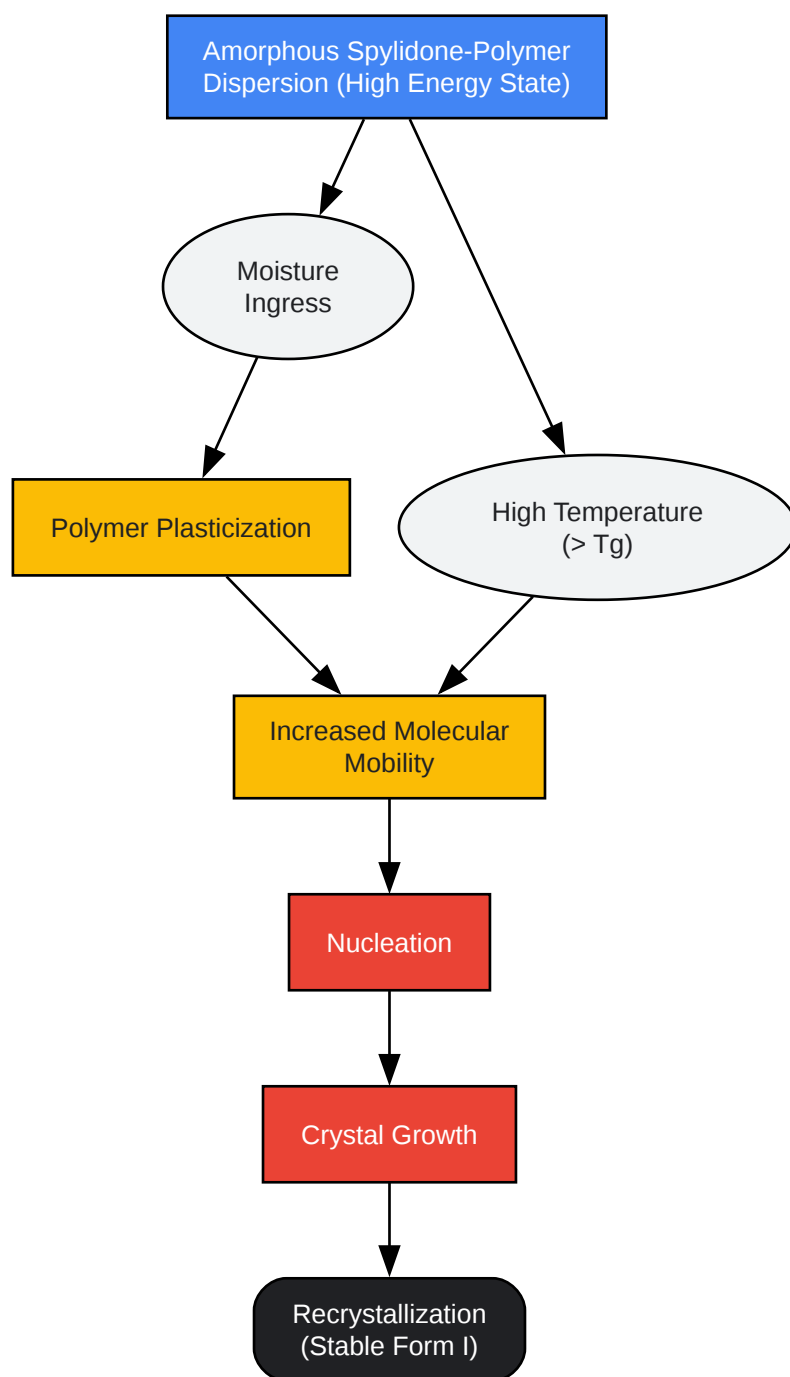 Amorphous Spylidone-Polymer
Dispersion (High Energy State)
Moisture
Ingress
Polymer Plasticization
High Temperature
(> Tg)
Increased Molecular
Mobility
Nucleation
Crystal Growth
Recrystallization
(Stable Form I)